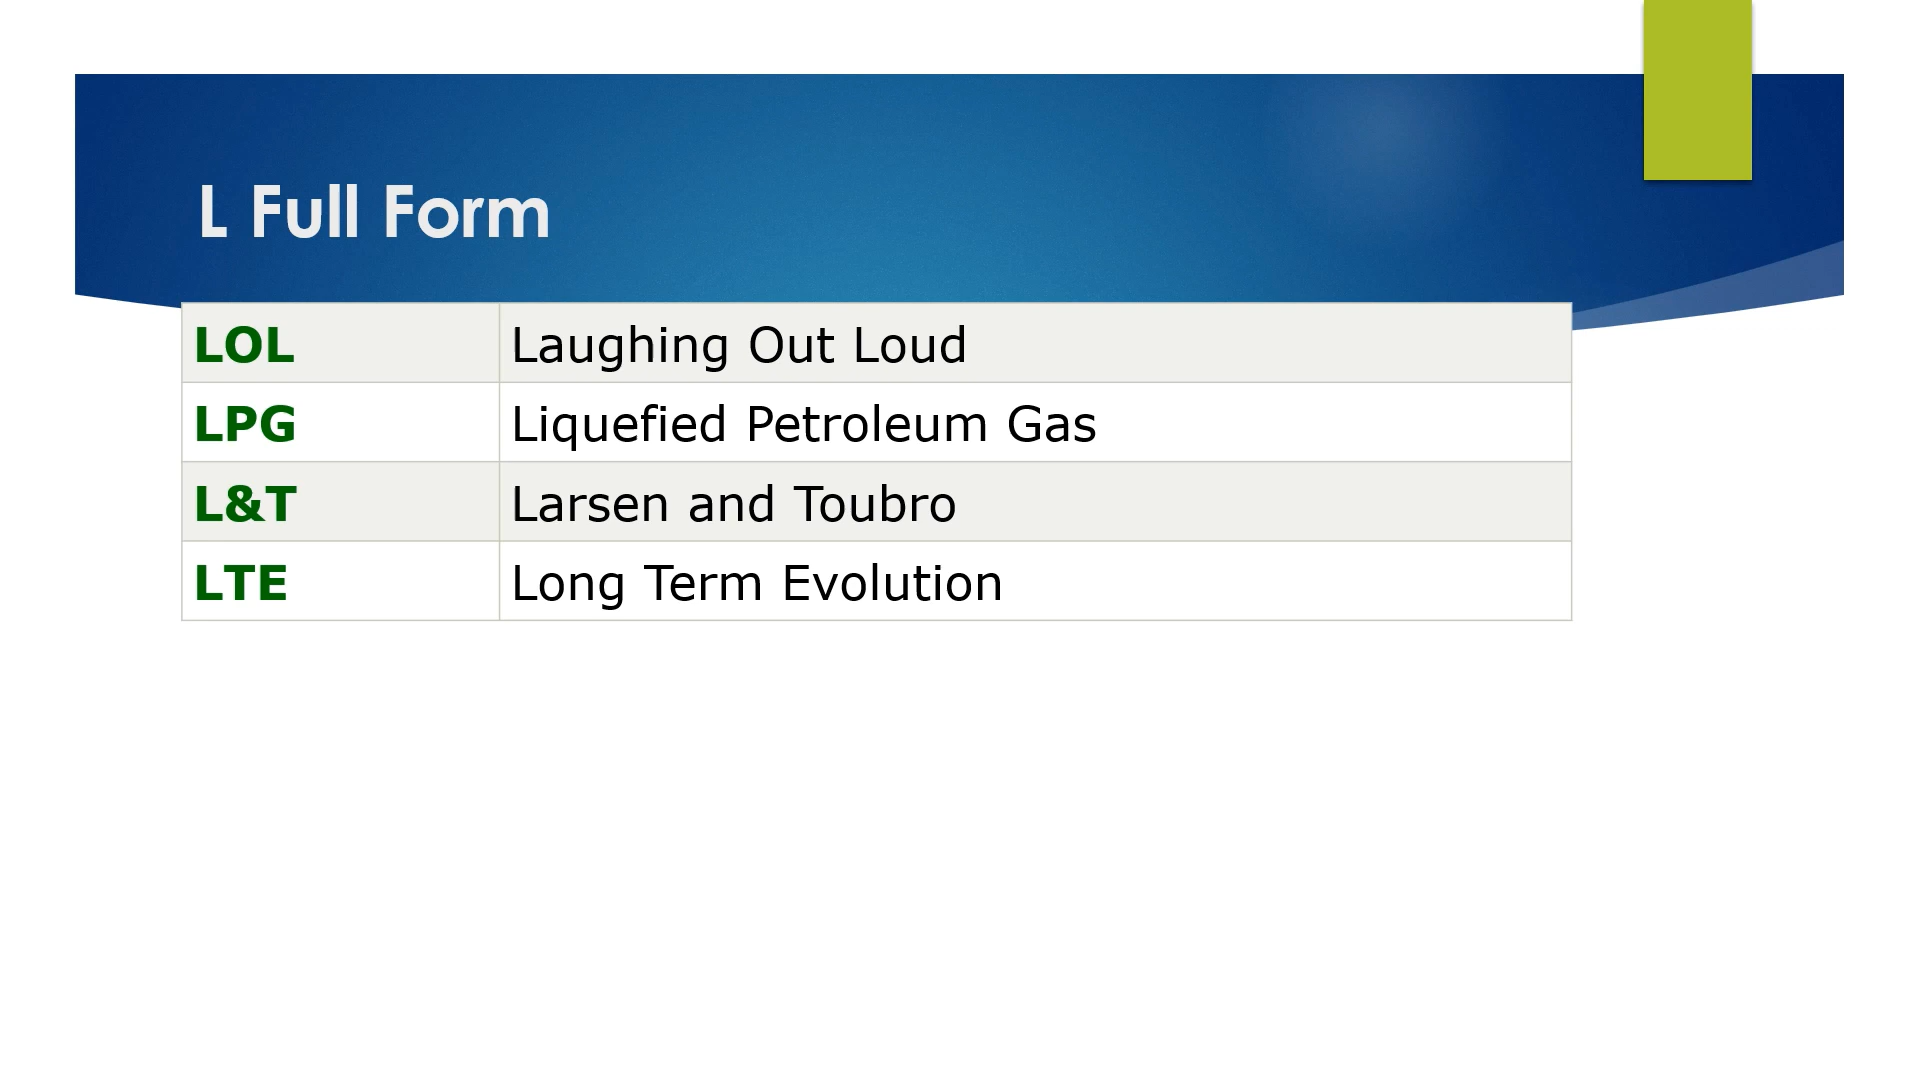 L Full Form
LOL Laughing Out Loud
LPG Liquefied Petroleum Gas
L&T Larsen and Toubro
LTE Long Term Evolution